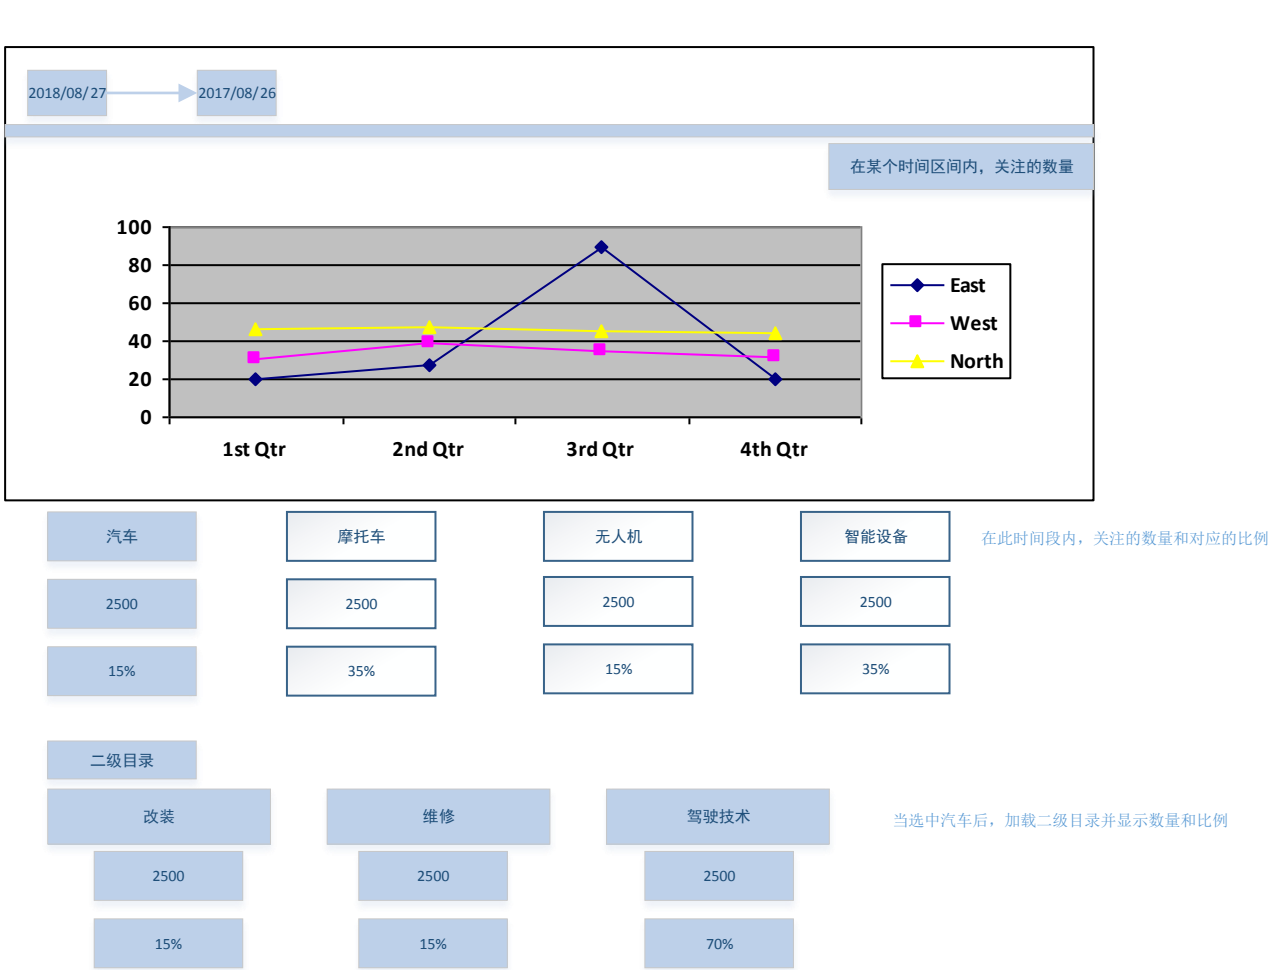 2018/08/27
2017/08/26
在某个时间区间内，关注的数量
100
80
60
40
20
0
1st Qtr 2nd Qtr 3rd Qtr 4th Qtr
East
West
North
汽车 摩托车 无人机 智能设备
在此时间段内，关注的数量和对应的比例
2500 2500 2500 2500
15% 35% 15% 35%
二级目录
改装 维修 驾驶技术
当选中汽车后，加载二级目录并显示数量和比例
2500 2500 2500
15% 15% 70%